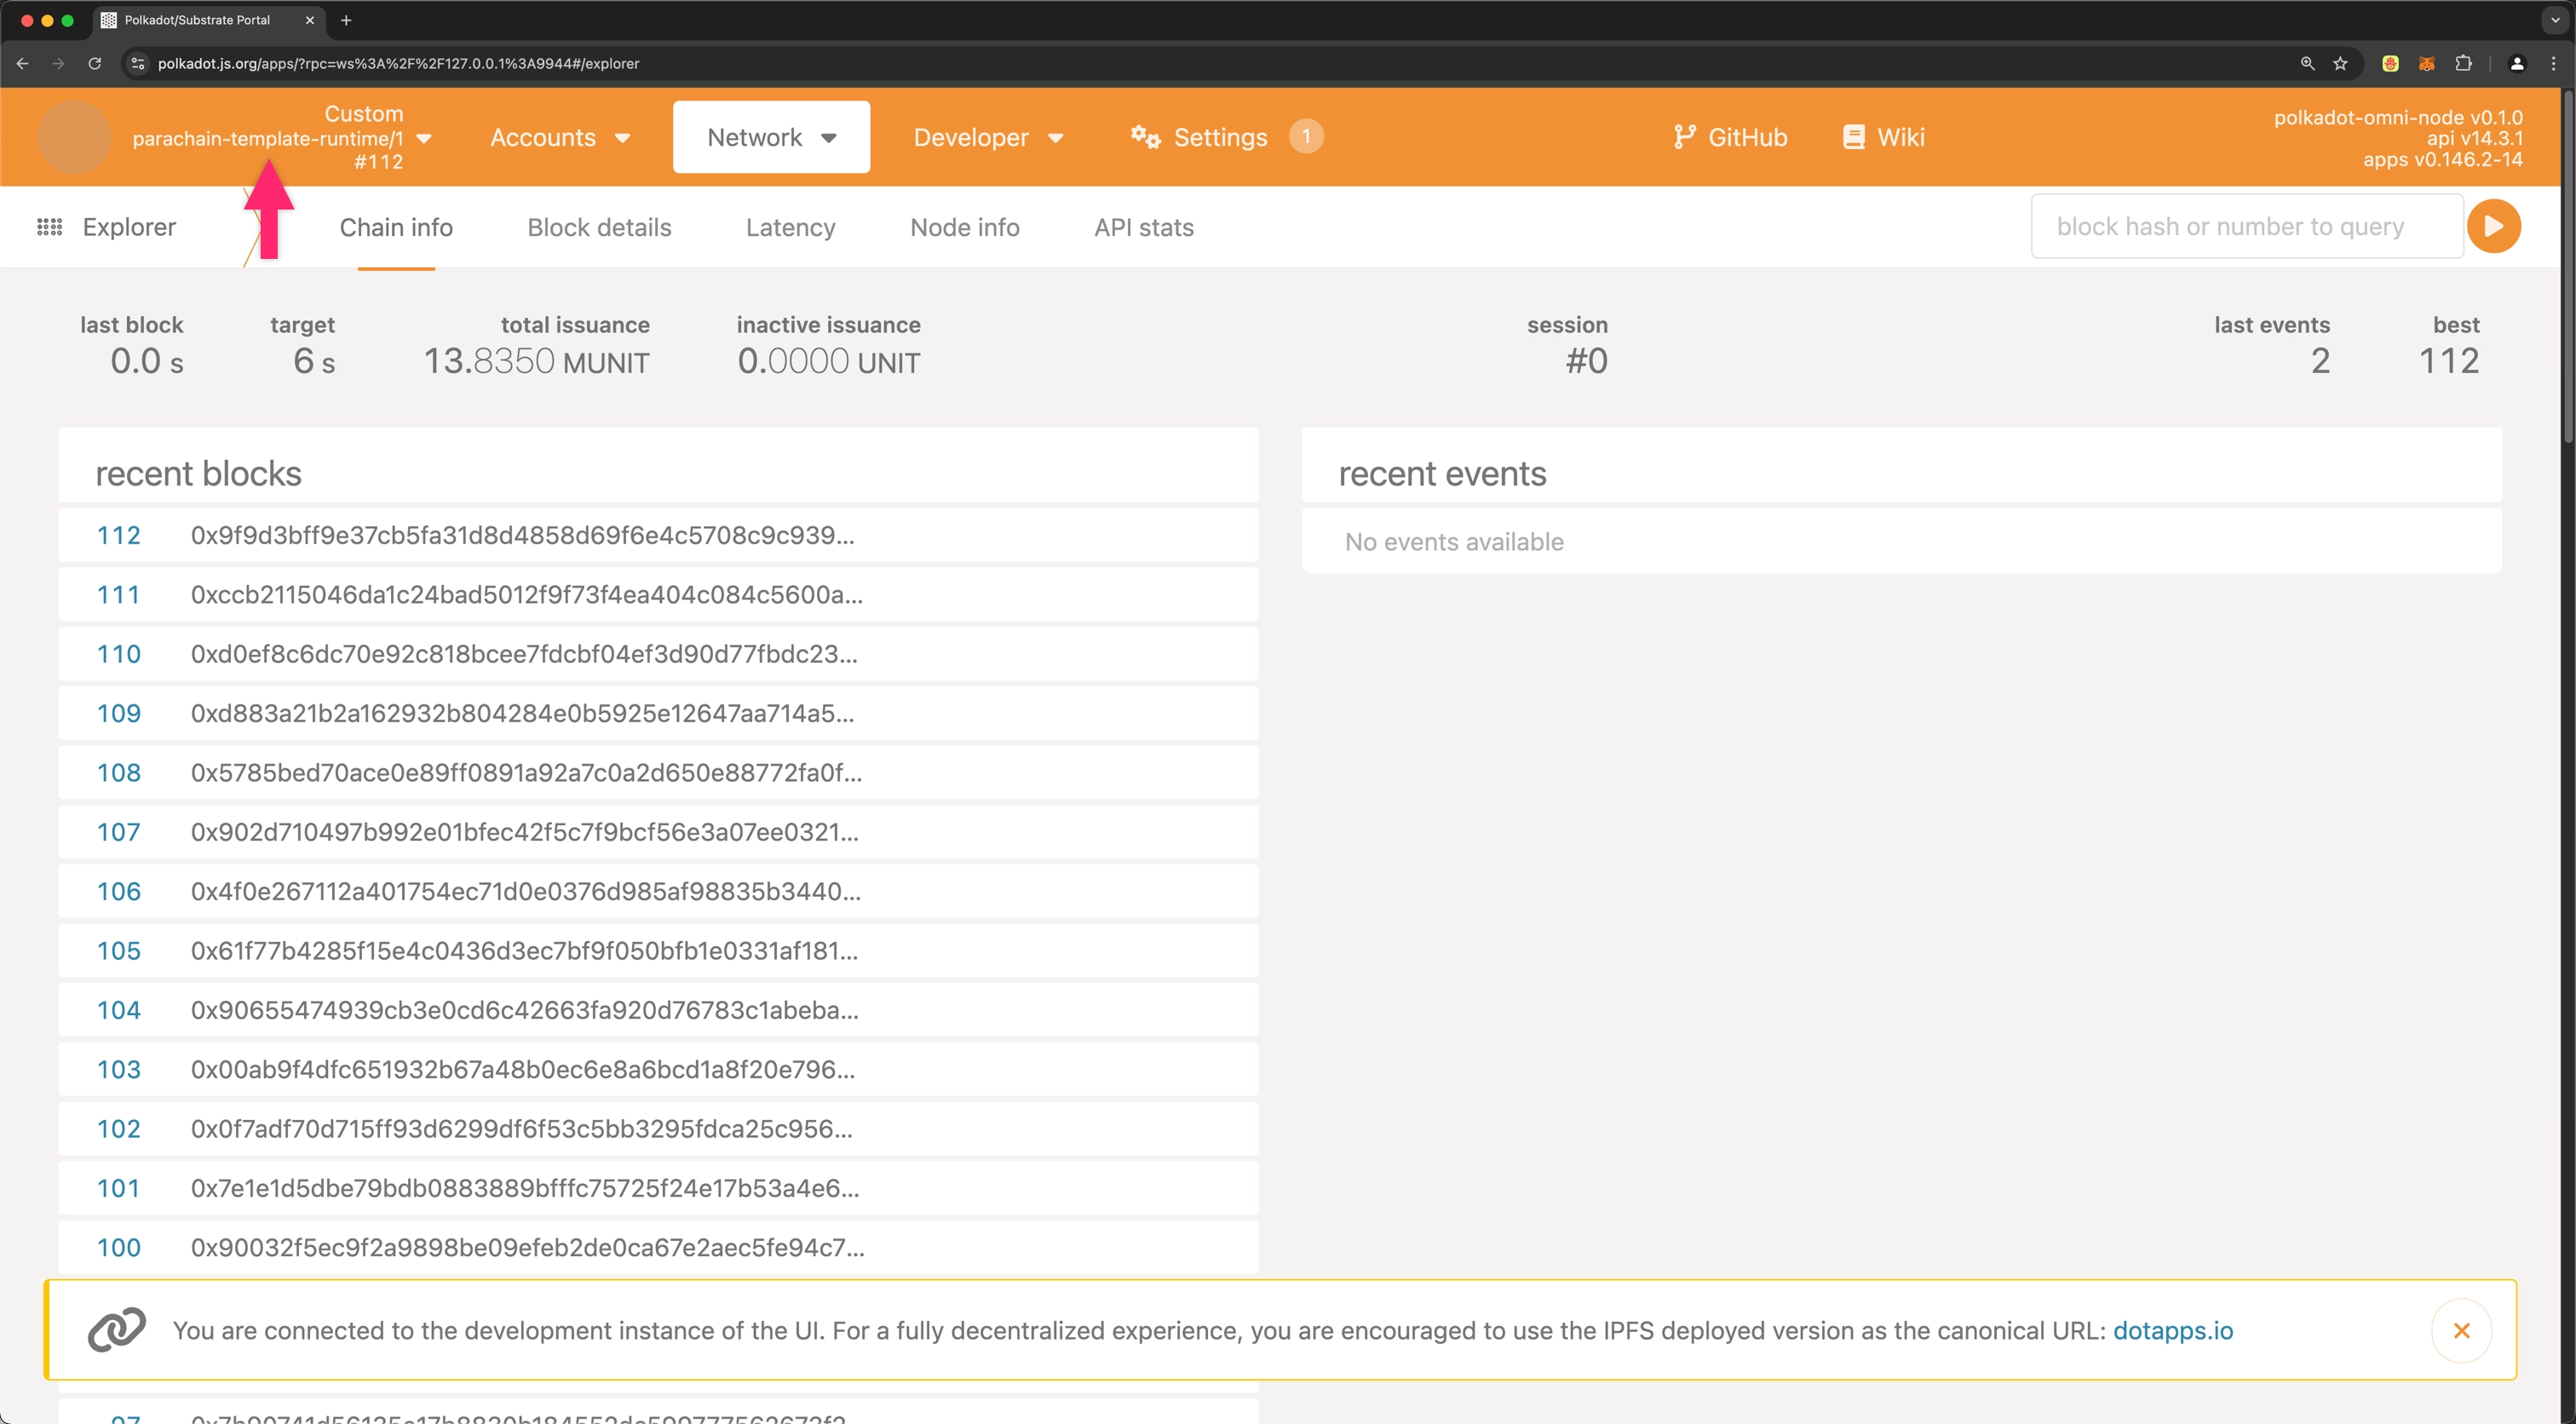 Polkadot/Substrate Portal
polkadot.js.org/apps/?rpc=ws%3A%2F%2F127.0.0.1%3A9944#/explorer
Custom
parachain-template-runtime/1
#112
Accounts
Network
Developer
Settings
1
GitHub
Wiki
polkadot-omni-node v0.1.0
api v14.3.1
apps v0.146.2-14
Explorer
Chain info
Block details
Latency
Node info
API stats
block hash or number to query
last block
0.0 s
target
6 s
total issuance
13.8350 MUNIT
inactive issuance
0.0000 UNIT
session
#0
last events
2
best
112
recent blocks
112 0x9f9d3bff9e37cb5fa31d8d4858d69f6e4c5708c9c939...
111 0xccb2115046da1c24bad5012f9f73f4ea404c084c5600a...
110 0xd0ef8c6dc70e92c818bcee7fdcbf04ef3d90d77fbdc23...
109 0xd883a21b2a162932b804284e0b5925e12647aa714a5...
108 0x5785bed70ace0e89ff0891a92a7c0a2d650e88772fa0f...
107 0x902d710497b992e01bfec42f5c7f9bcf56e3a07ee0321...
106 0x4f0e267112a401754ec71d0e0376d985af98835b3440...
105 0x61f77b4285f15e4c0436d3ec7bf9f050bfb1e0331af181...
104 0x90655474939cb3e0cd6c42663fa920d76783c1abeba...
103 0x00ab9f4dfc651932b67a48b0ec6e8a6bcd1a8f20e796...
102 0x0f7adf70d715ff93d6299df6f53c5bb3295fdca25c956...
101 0x7e1e1d5dbe79bdb0883889bfffc75725f24e17b53a4e6...
100 0x90032f5ec9f2a9898be09efeb2de0ca67e2aec5fe94c7...
recent events
No events available
You are connected to the development instance of the UI. For a fully decentralized experience, you are encouraged to use the IPFS deployed version as the canonical URL: dotapps.io
97